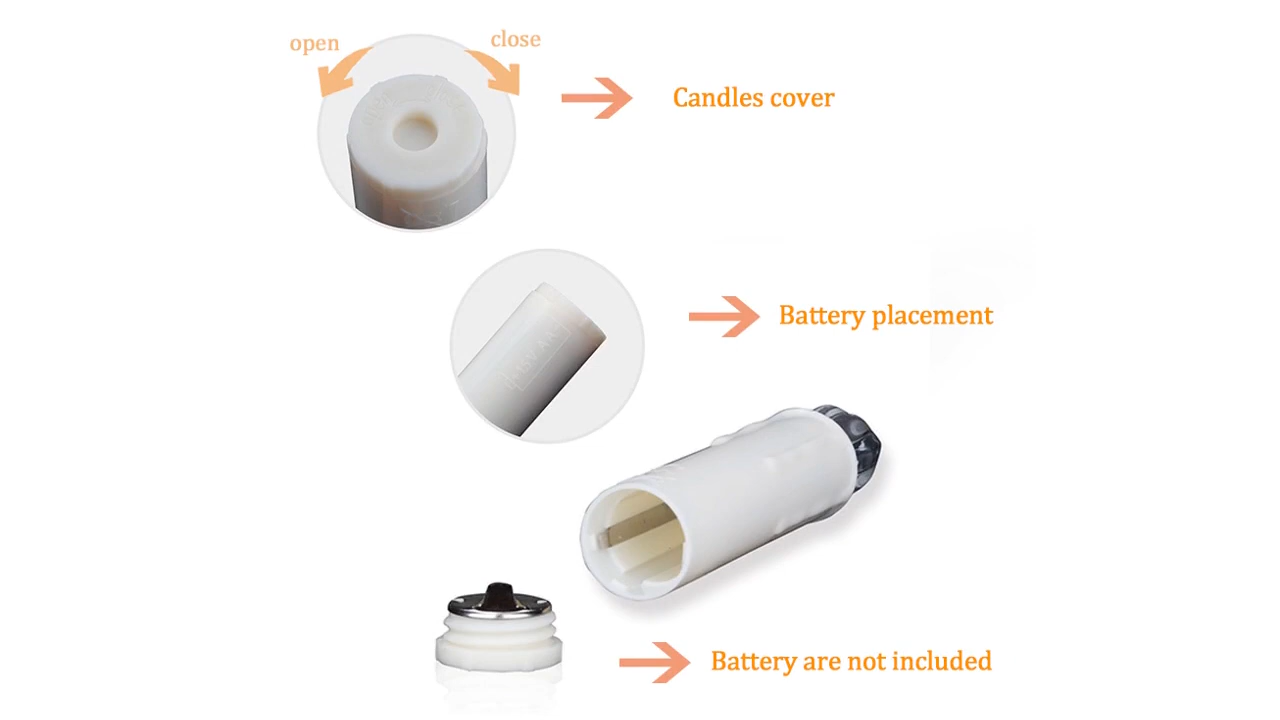 open
close
Candles cover
Battery placement
Battery are not included